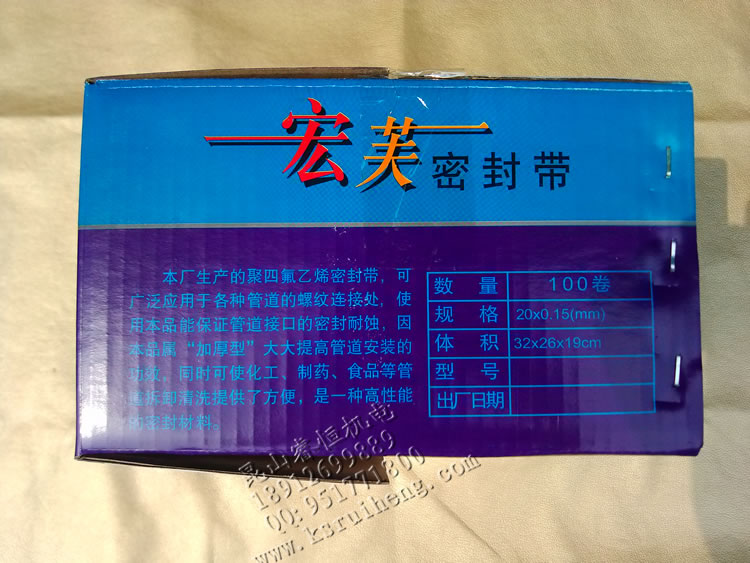 宏芙密封带
本厂生产的聚四氟乙烯密封带，可
广泛应用于各种管道的螺纹连接处，使
用本品能保证管道接口的密封耐蚀，因
本品属“加厚型”大大提高管道安装的
功效，同时可使化工、制药、食品等管
道拆卸清洗提供了方便，是一种高性能
的密封材料。
数量 100卷
规格 20x0.15(mm)
体积 32x26x19cm
型号
出厂日期
昆山睿恒机电
18912699889
QQ:951771800
www.ksruiheng.com